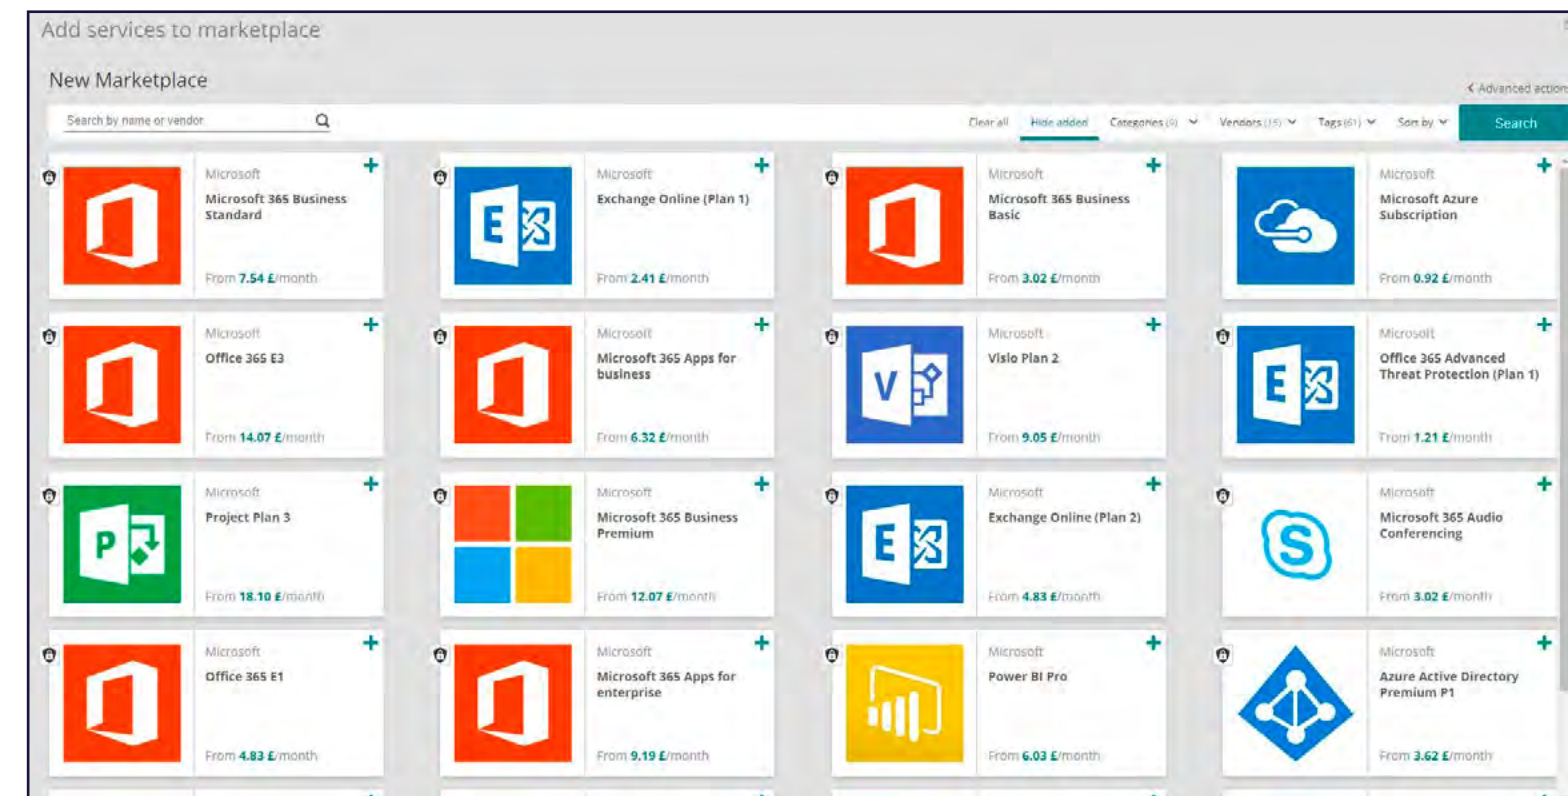 Add services to marketplace
New Marketplace
Advanced actions
Search by name or vendor
Clear all Hide added Categories (9) Vendors (15) Tags (61) Sort by Search
Microsoft
Microsoft 365 Business
Standard
From 7.54 £/month
Microsoft
Exchange Online (Plan 1)
From 2.41 £/month
Microsoft
Microsoft 365 Business
Basic
From 3.02 £/month
Microsoft
Microsoft Azure
Subscription
From 0.92 £/month
Microsoft
Office 365 E3
From 14.07 £/month
Microsoft
Microsoft 365 Apps for
business
From 6.32 £/month
Microsoft
Visio Plan 2
From 9.05 £/month
Microsoft
Office 365 Advanced
Threat Protection (Plan 1)
From 1.21 £/month
Microsoft
Project Plan 3
From 18.10 £/month
Microsoft
Microsoft 365 Business
Premium
From 12.07 £/month
Microsoft
Exchange Online (Plan 2)
From 4.83 £/month
Microsoft
Microsoft 365 Audio
Conferencing
From 3.02 £/month
Microsoft
Office 365 E1
From 4.83 £/month
Microsoft
Microsoft 365 Apps for
enterprise
From 9.19 £/month
Microsoft
Power BI Pro
From 6.03 £/month
Microsoft
Azure Active Directory
Premium P1
From 3.62 £/month
E
E
V
E
P
E
S